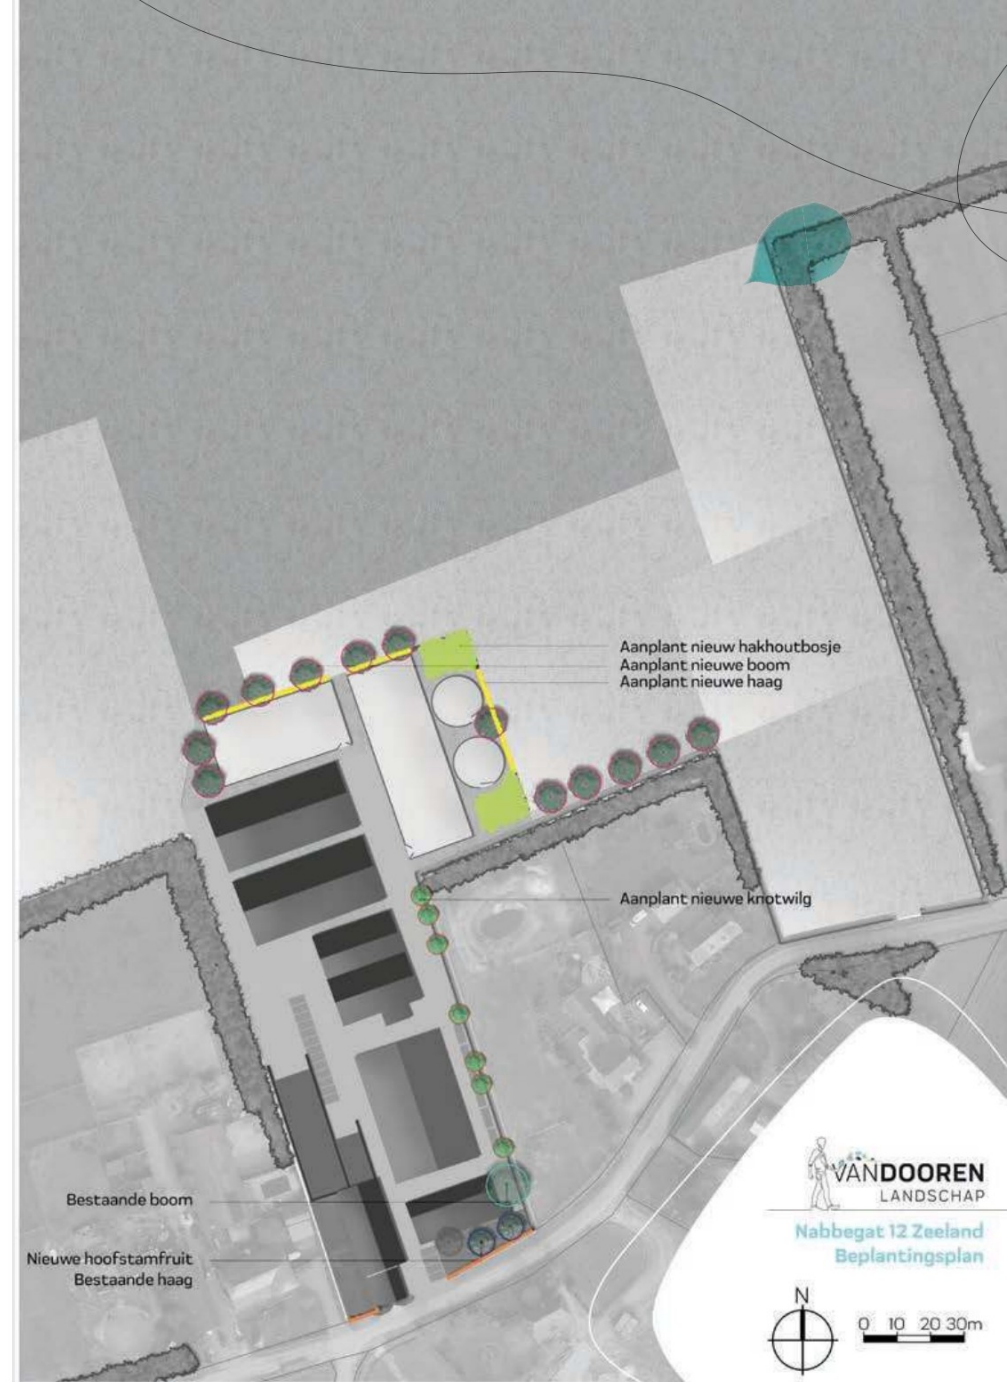 Aanplant nieuw hakhoutbosje
Aanplant nieuwe boom
Aanplant nieuwe haag
Aanplant nieuwe knotwilg
Bestaande boom
Nieuwe hoofstamfruit
Bestaande haag
VANDOOREN
LANDSCHAP
Nabbegat 12 Zeeland
Beplantingsplan
N
0 10 20 30m